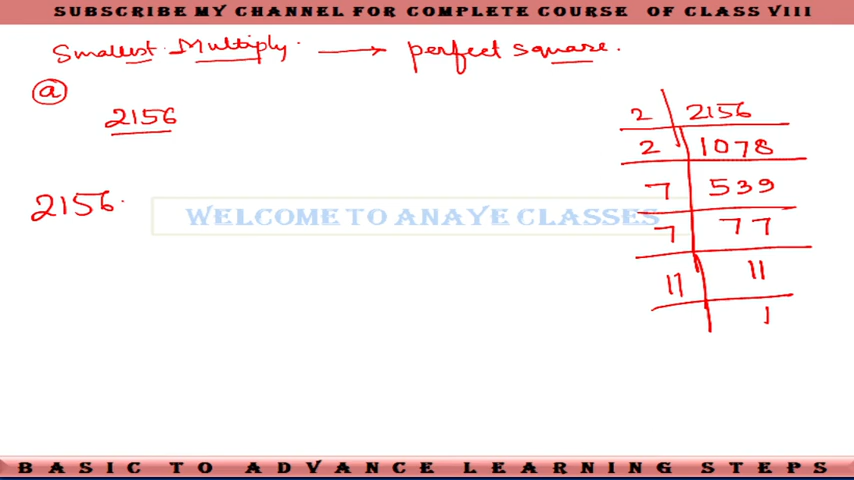 SUBSCRIBE MY CHANNEL FOR COMPLETE COURSE OF CLASS VIII
Smallest Multiply. → perfect square.
a
2156
2 2156
2 1078
7 539
2156.
WELCOME TO ANAYE CLASSES
7 77
11 11
1
BASIC TO ADVANCE LEARNING STEPS